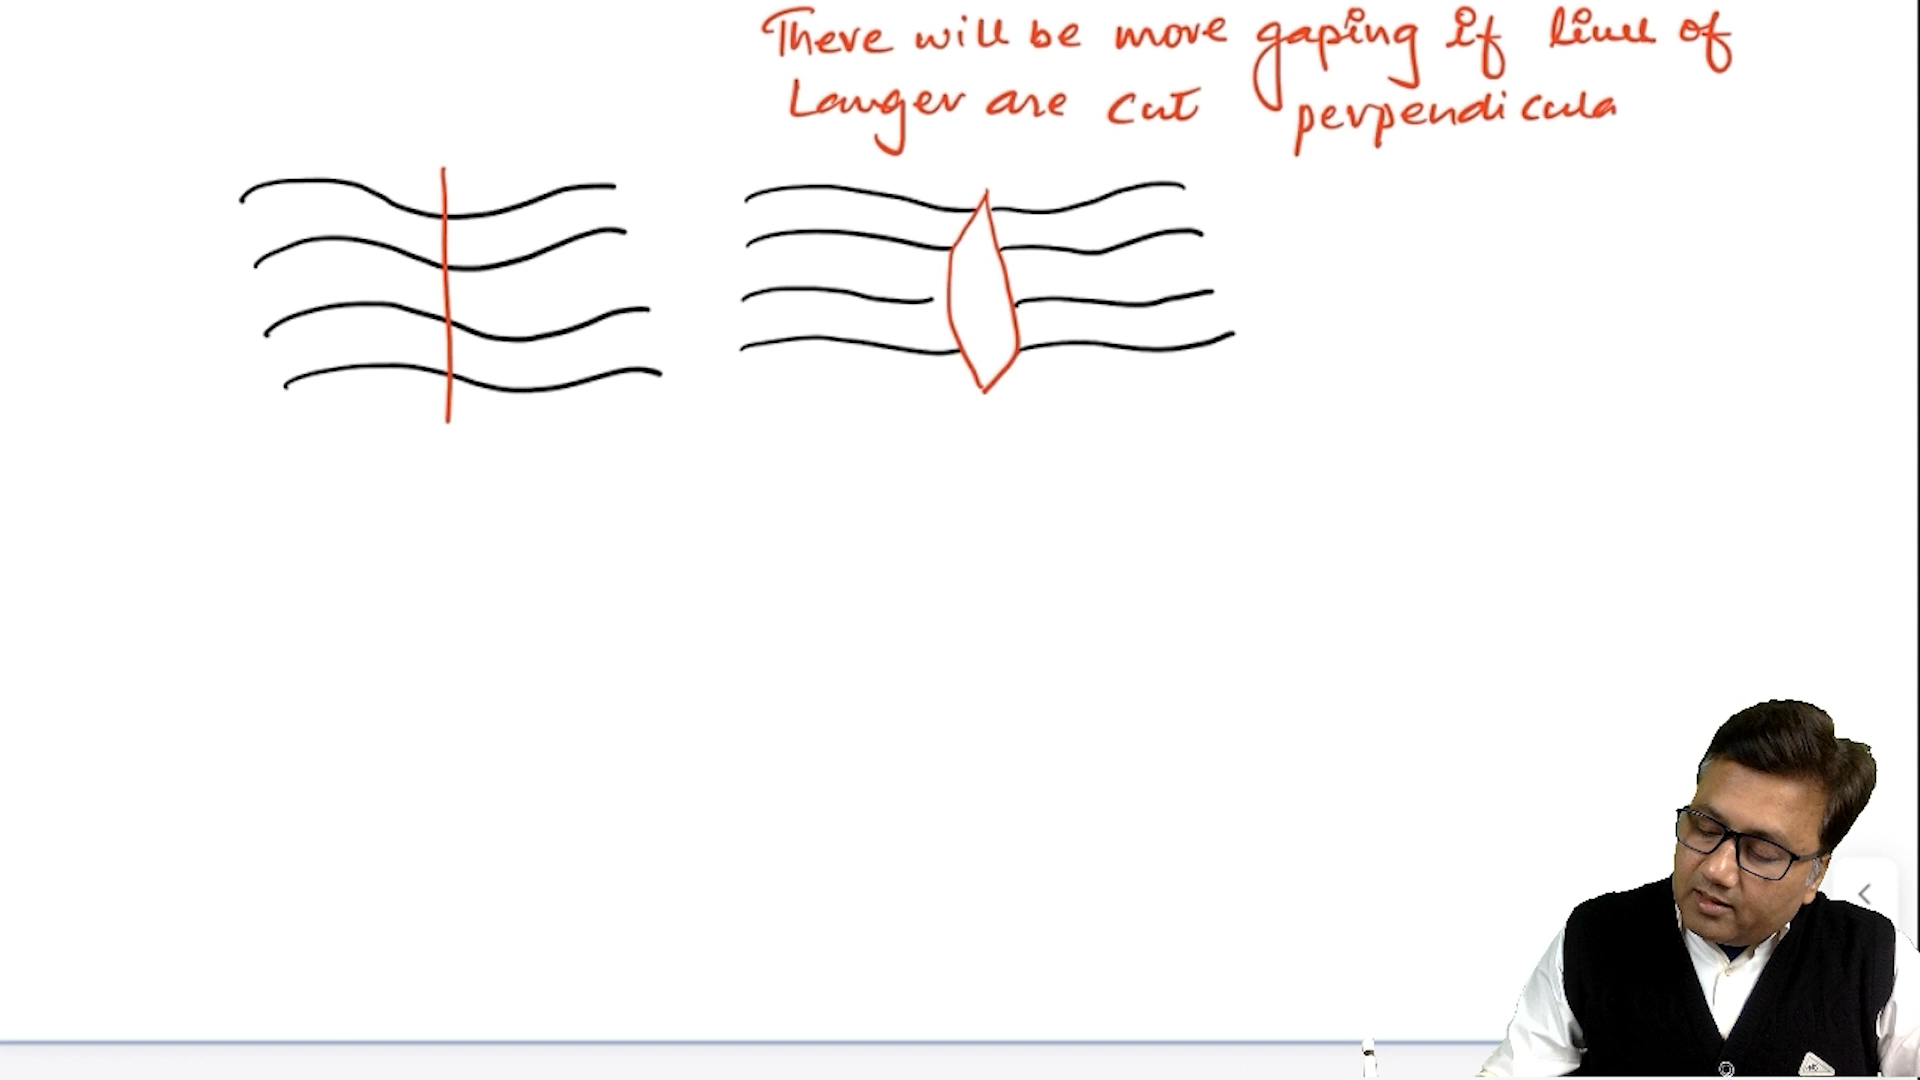 There will be more gaping if lines of
Langer are cut perpendicula